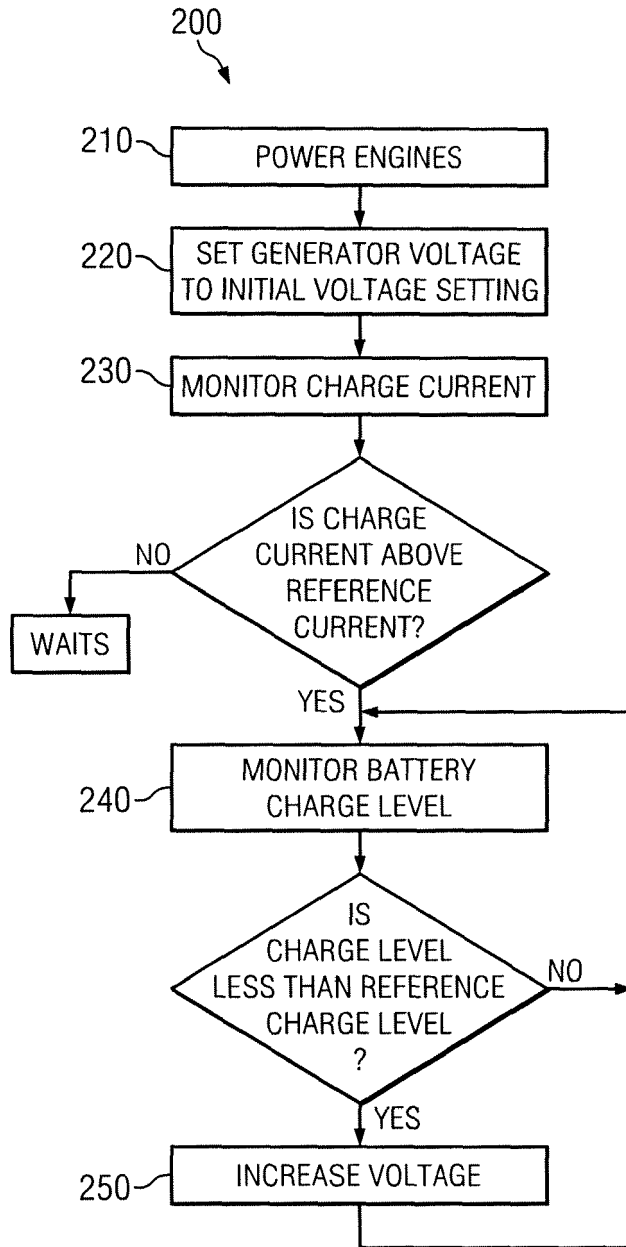 200
210
POWER ENGINES
220
SET GENERATOR VOLTAGE
TO INITIAL VOLTAGE SETTING
230
MONITOR CHARGE CURRENT
IS CHARGE
CURRENT ABOVE
REFERENCE
CURRENT?
NO
WAITS
YES
240
MONITOR BATTERY
CHARGE LEVEL
IS
CHARGE LEVEL
LESS THAN REFERENCE
CHARGE LEVEL
?
NO
YES
250
INCREASE VOLTAGE